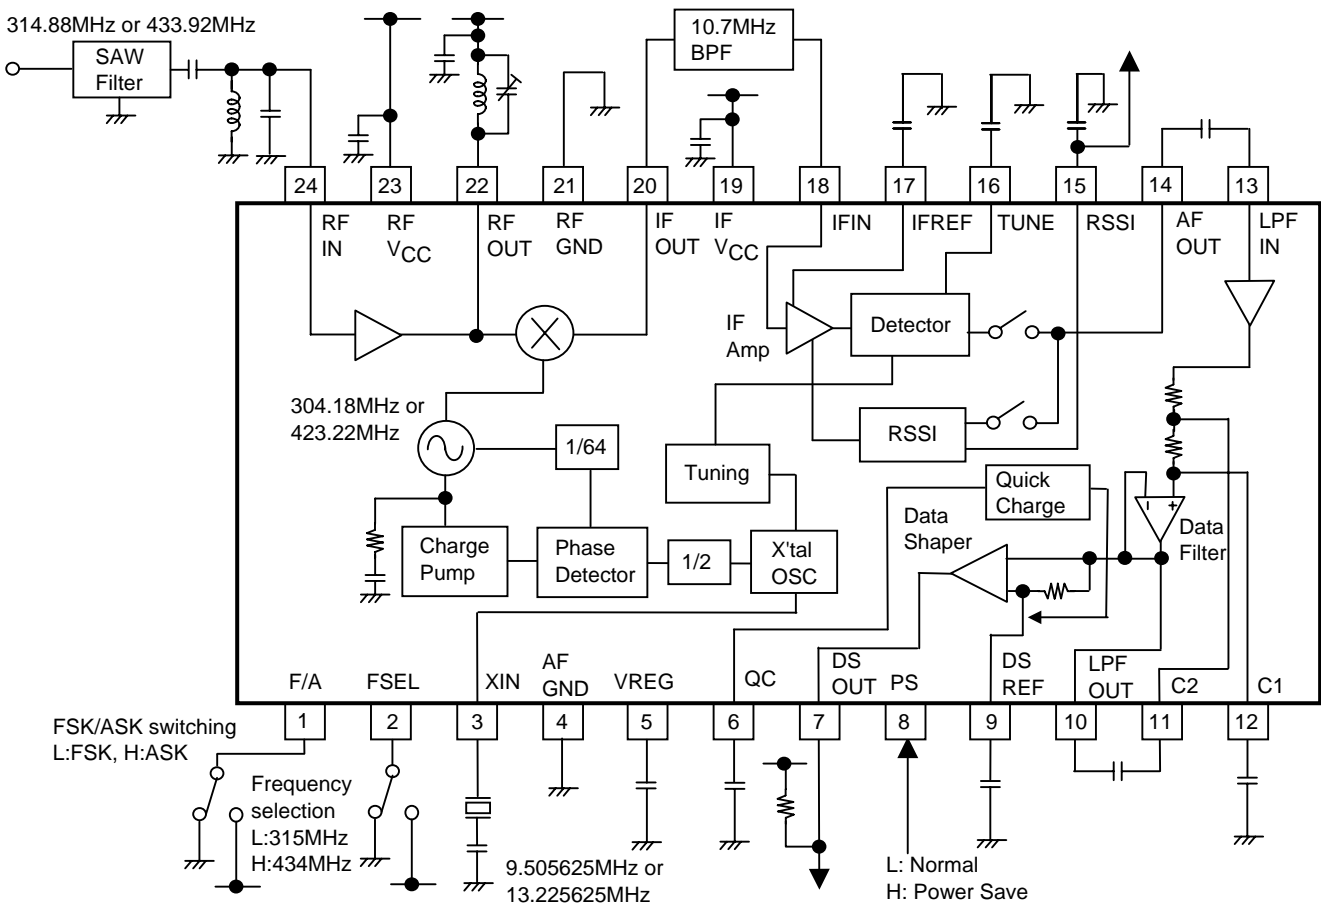 314.88MHz or 433.92MHz
SAW
Filter
10.7MHz
BPF
24
23
22
21
20
19
18
17
16
15
14
13
RF
IN
RF
VCC
RF
OUT
RF
GND
IF
OUT
IF
VCC
IFIN
IFREF
TUNE
RSSI
AF
OUT
LPF
IN
IF
Amp
Detector
304.18MHz or
423.22MHz
1/64
Tuning
RSSI
Quick
Charge
- +
Data
Filter
Data
Shaper
Charge
Pump
Phase
Detector
1/2
X'tal
OSC
F/A
FSEL
XIN
AF
GND
VREG
QC
DS
OUT
PS
DS
REF
LPF
OUT
C2
C1
1
2
3
4
5
6
7
8
9
10
11
12
FSK/ASK switching
L:FSK, H:ASK
Frequency
selection
L:315MHz
H:434MHz
9.505625MHz or
13.225625MHz
L: Normal
H: Power Save